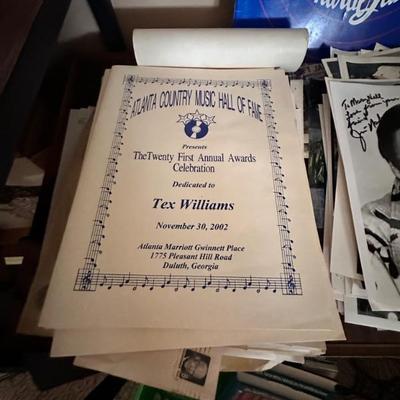 ATLANTA COUNTRY MUSIC HALL OF FAME
Presents
The Twenty First Annual Awards
Celebration
Dedicated to
Tex Williams
November 30, 2002
Atlanta Marriott Gwinnett Place
1775 Pleasant Hill Road
Duluth, Georgia
To